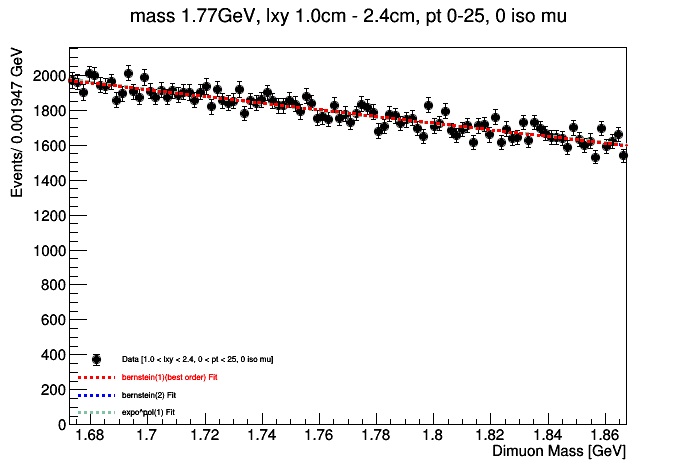 mass 1.77GeV, lxy 1.0cm - 2.4cm, pt 0-25, 0 iso mu
Events/ 0.001947 GeV
2000
1800
1600
1400
1200
1000
800
600
400
200
0
Data [1.0 < lxy < 2.4, 0 < pt < 25, 0 iso mu]
bernstein(1)(best order) Fit
bernstein(2) Fit
expo^pol(1) Fit
1.68 1.7 1.72 1.74 1.76 1.78 1.8 1.82 1.84 1.86
Dimuon Mass [GeV]